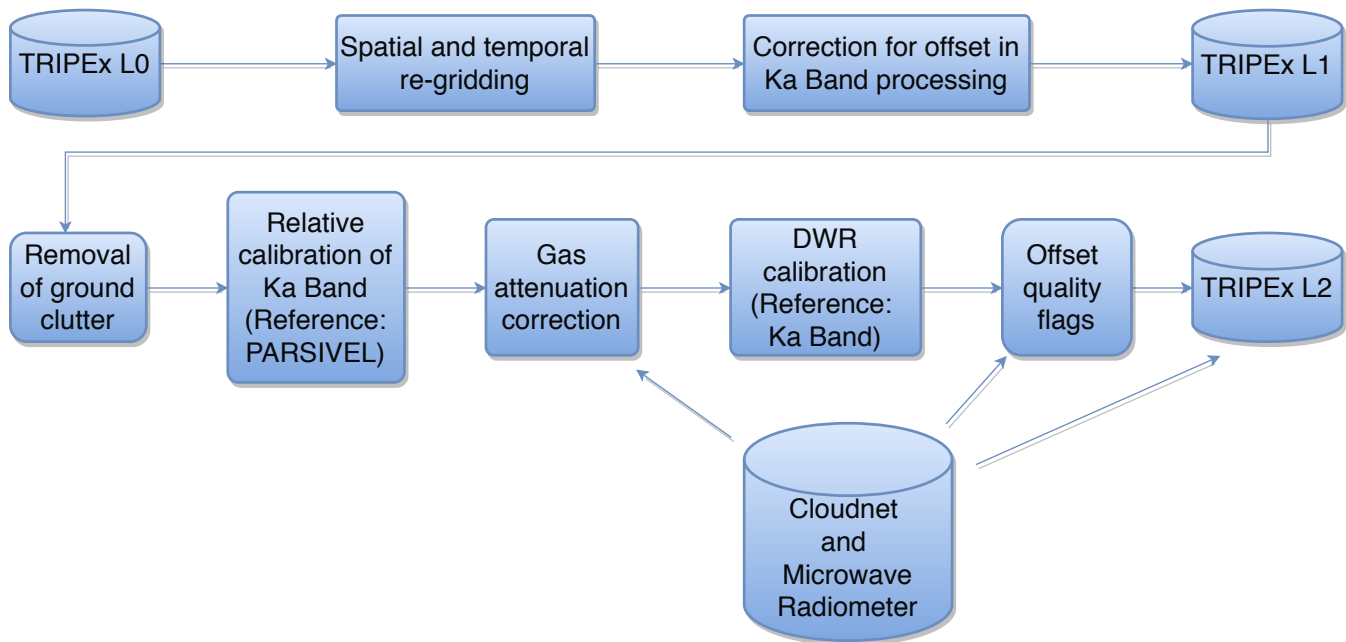 TRIPEx L0
Spatial and temporal
re-gridding
Correction for offset in
Ka Band processing
TRIPEx L1
Removal
of ground
clutter
Relative
calibration of
Ka Band
(Reference:
PARSIVEL)
Gas
attenuation
correction
DWR
calibration
(Reference:
Ka Band)
Offset
quality
flags
TRIPEx L2
Cloudnet
and
Microwave
Radiometer